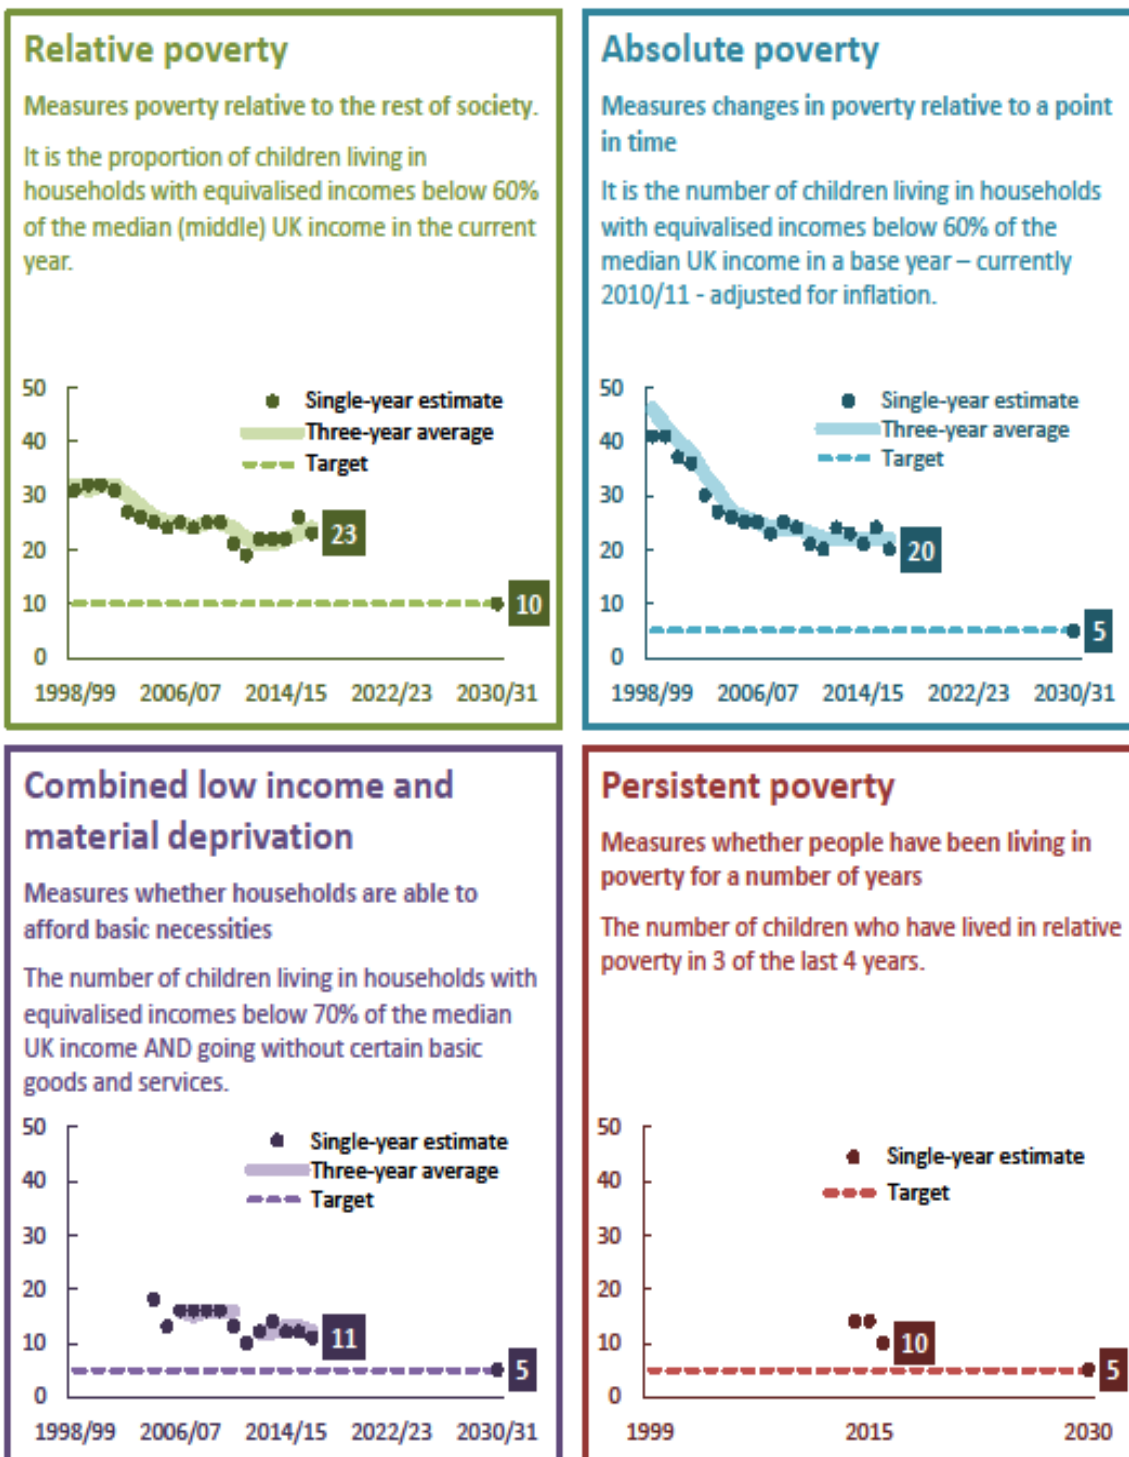 Relative poverty
Measures poverty relative to the rest of society.
It is the proportion of children living in
households with equivalised incomes below 60%
of the median (middle) UK income in the current
year.
50
40
30
20
10
0
Single-year estimate
Three-year average
Target
23
10
1998/99 2006/07 2014/15 2022/23 2030/31
Absolute poverty
Measures changes in poverty relative to a point
in time
It is the number of children living in households
with equivalised incomes below 60% of the
median UK income in a base year – currently
2010/11 - adjusted for inflation.
50
40
30
20
10
0
Single-year estimate
Three-year average
Target
20
5
1998/99 2006/07 2014/15 2022/23 2030/31
Combined low income and
material deprivation
Measures whether households are able to
afford basic necessities
The number of children living in households with
equivalised incomes below 70% of the median
UK income AND going without certain basic
goods and services.
50
40
30
20
10
0
Single-year estimate
Three-year average
Target
11
5
1998/99 2006/07 2014/15 2022/23 2030/31
Persistent poverty
Measures whether people have been living in
poverty for a number of years
The number of children who have lived in relative
poverty in 3 of the last 4 years.
50
40
30
20
10
0
Single-year estimate
Target
10
5
1999 2015 2030